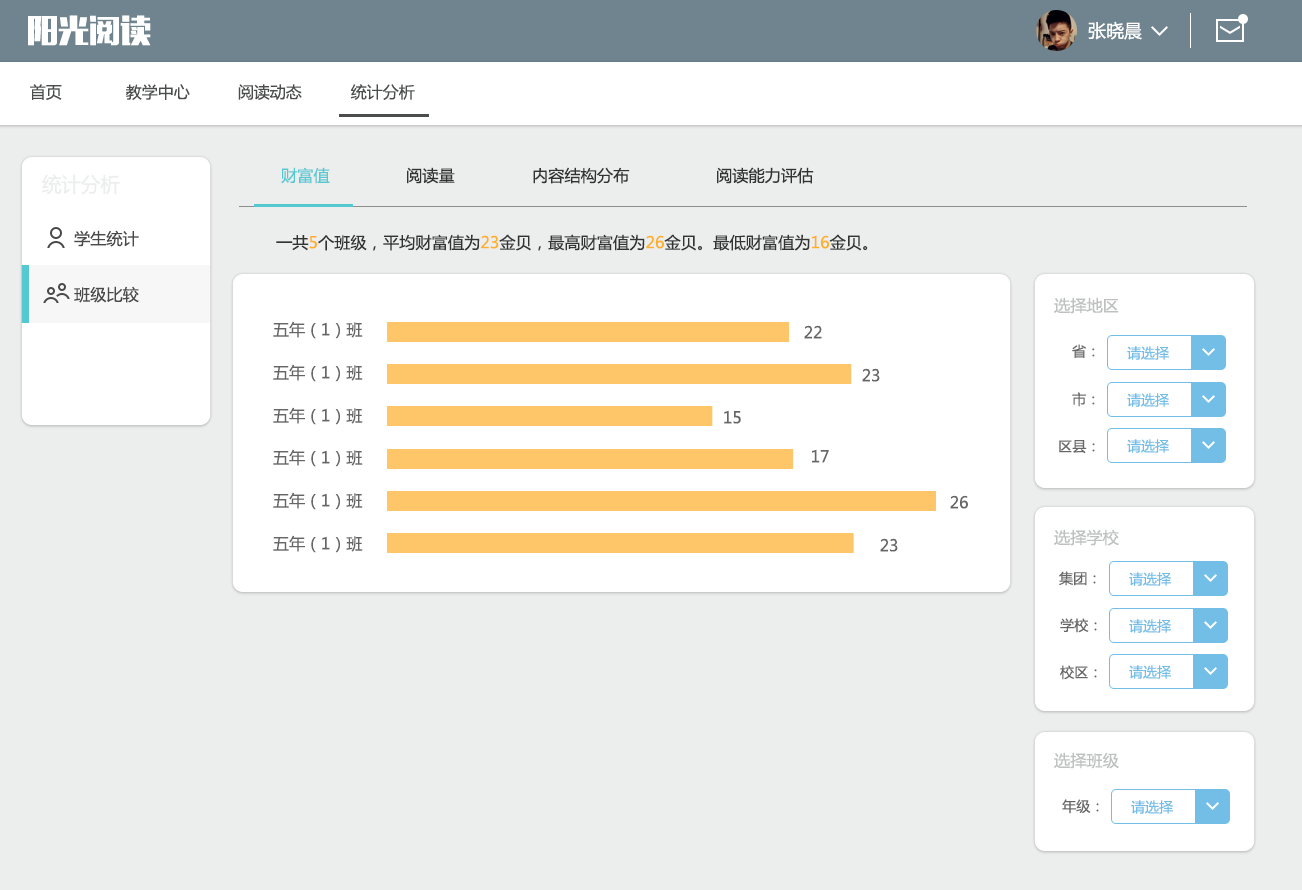 阳光阅读
张晓晨
首页 教学中心 阅读动态 统计分析
统计分析
学生统计
班级比较
财富值 阅读量 内容结构分布 阅读能力评估
一共5个班级，平均财富值为23金贝，最高财富值为26金贝。最低财富值为16金贝。
五年（1）班 22
五年（1）班 23
五年（1）班 15
五年（1）班 17
五年（1）班 26
五年（1）班 23
选择地区
省： 请选择
市： 请选择
区县： 请选择
选择学校
集团： 请选择
学校： 请选择
校区： 请选择
选择班级
年级： 请选择